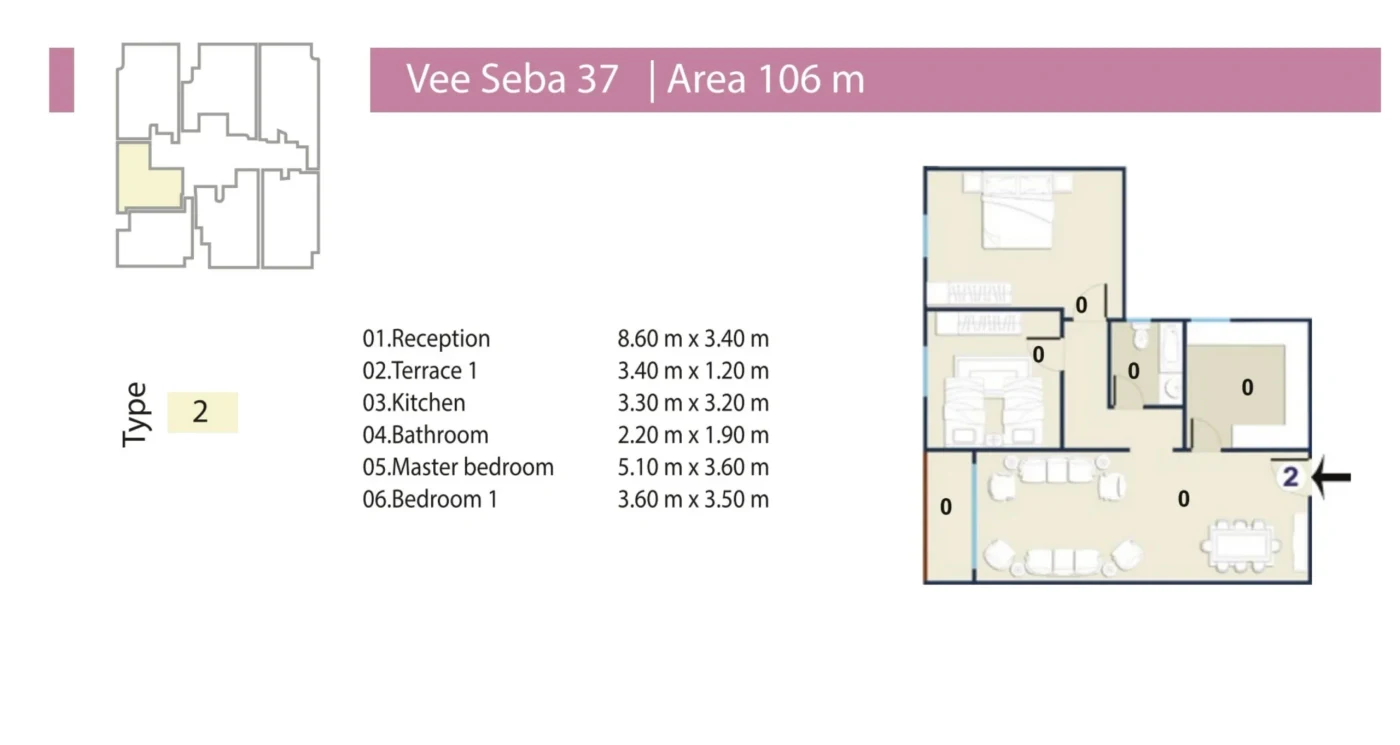 Vee Seba 37 | Area 106 m
01.Reception 8.60 m x 3.40 m
02.Terrace 1 3.40 m x 1.20 m
03.Kitchen 3.30 m x 3.20 m
04.Bathroom 2.20 m x 1.90 m
05.Master bedroom 5.10 m x 3.60 m
06.Bedroom 1 3.60 m x 3.50 m
Type 2
0
0
0
0
2
0
0